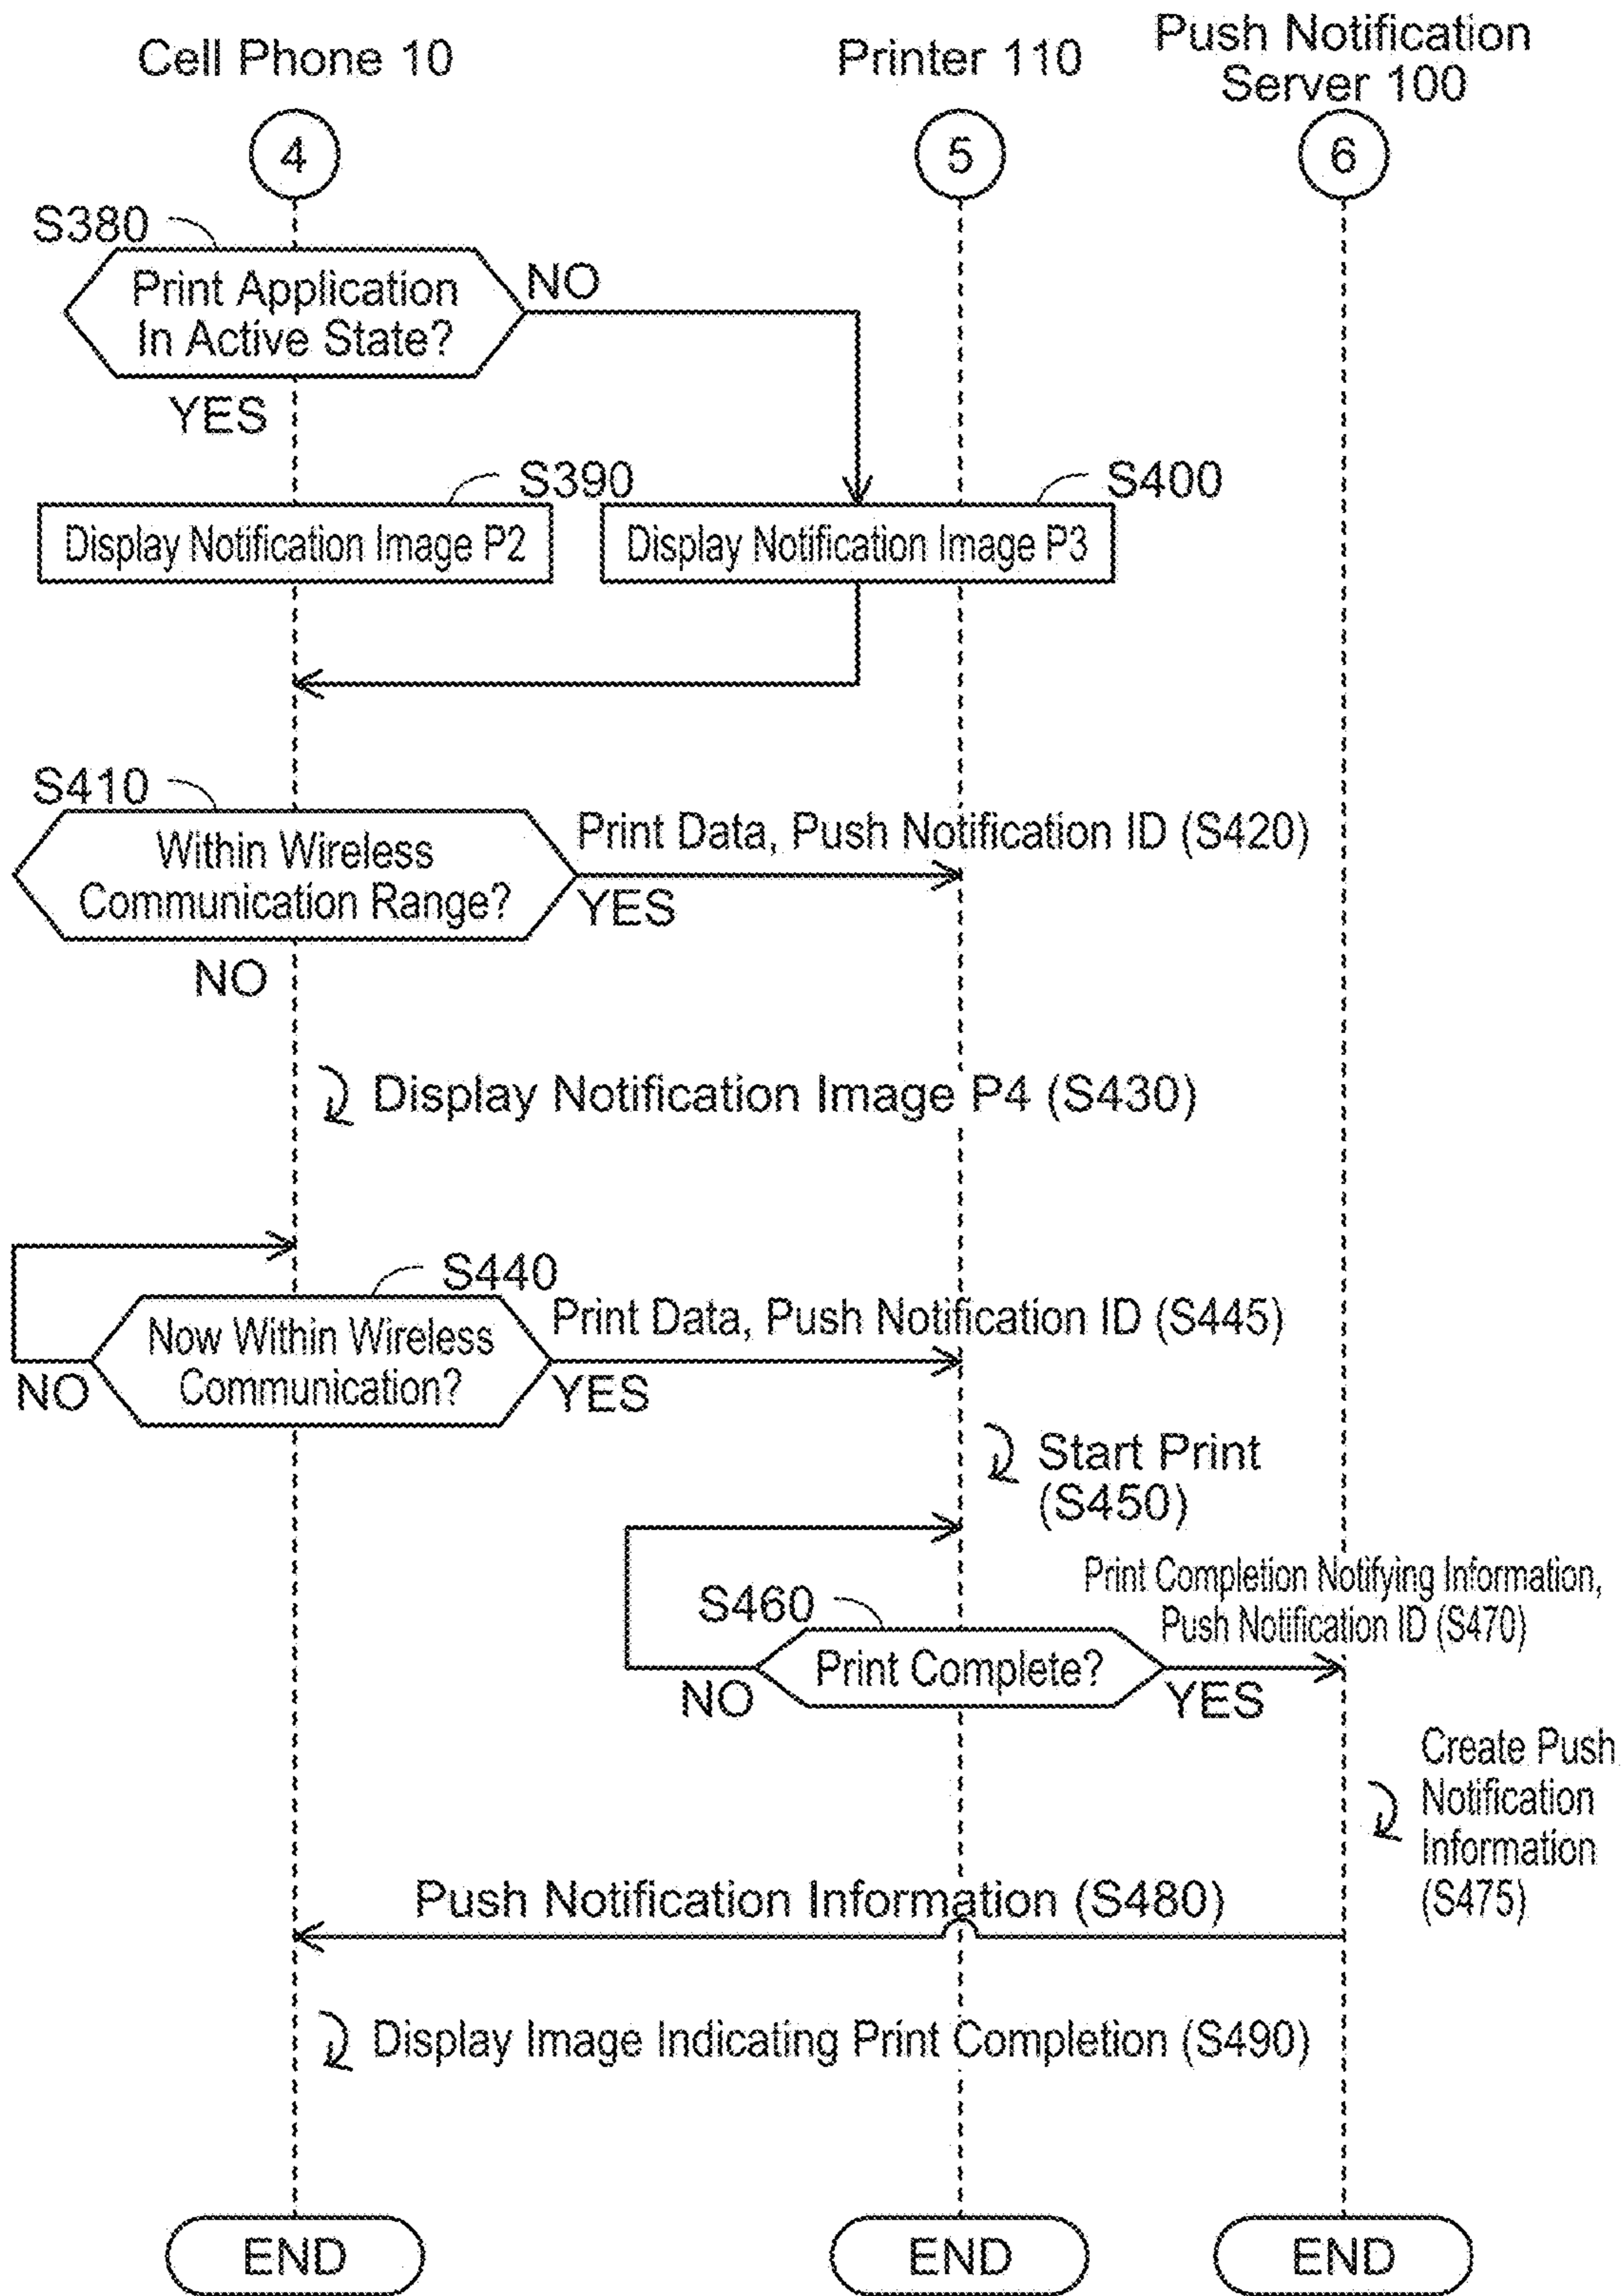 Cell Phone 10
Printer 110
Push Notification
Server 100
4
5
6
S380
Print Application
In Active State?
NO
YES
S390
Display Notification Image P2
S400
Display Notification Image P3
S410
Within Wireless
Communication Range?
Print Data, Push Notification ID (S420)
YES
NO
Display Notification Image P4 (S430)
S440
Now Within Wireless
Communication?
NO
Print Data, Push Notification ID (S445)
YES
Start Print
(S450)
S460
Print Complete?
NO
Print Completion Notifying Information,
Push Notification ID (S470)
YES
Create Push
Notification
Information
(S475)
Push Notification Information (S480)
Display Image Indicating Print Completion (S490)
END
END
END